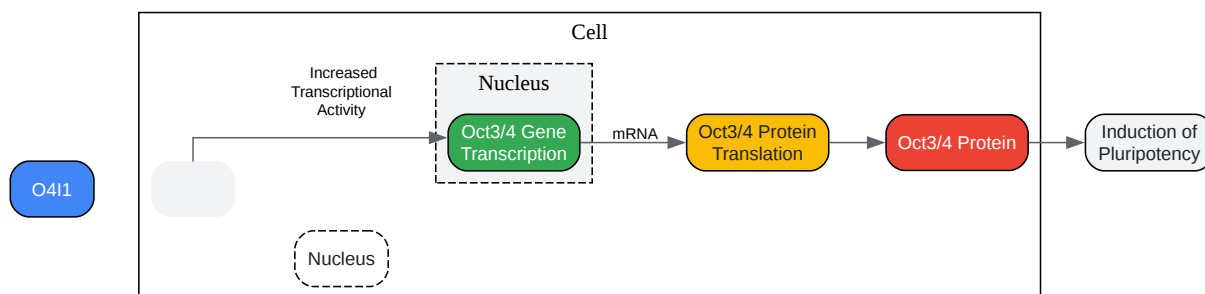 Cell
Increased
Transcriptional
Activity
Nucleus
Oct3/4 Gene
Transcription
mRNA
Oct3/4 Protein
Translation
Oct3/4 Protein
Induction of
Pluripotency
O4I1
Nucleus